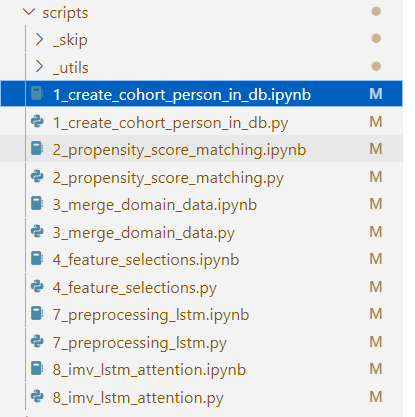 scripts
_skip
_utils
1_create_cohort_person_in_db.ipynb M
1_create_cohort_person_in_db.py M
2_propensity_score_matching.ipynb M
2_propensity_score_matching.py M
3_merge_domain_data.ipynb M
3_merge_domain_data.py M
4_feature_selections.ipynb M
4_feature_selections.py M
7_preprocessing_lstm.ipynb M
7_preprocessing_lstm.py M
8_imv_lstm_attention.ipynb M
8_imv_lstm_attention.py M